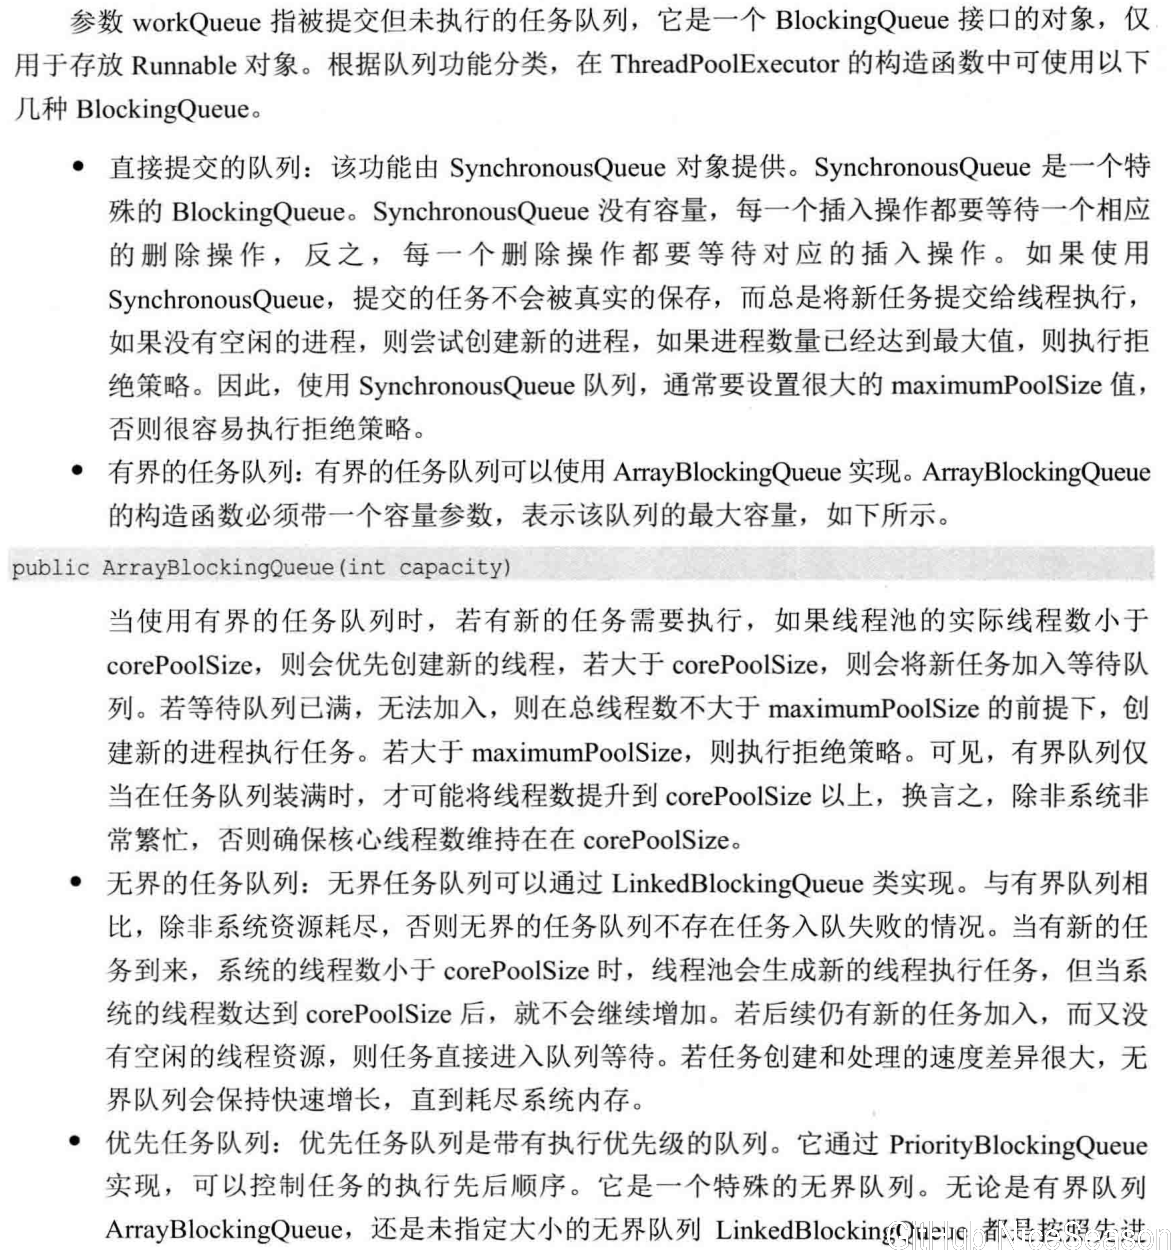 参数 workQueue 指被提交但未执行的任务队列，它是一个 BlockingQueue 接口的对象，仅
用于存放 Runnable 对象。根据队列功能分类，在 ThreadPoolExecutor 的构造函数中可使用以下
几种 BlockingQueue。
● 直接提交的队列：该功能由 SynchronousQueue 对象提供。SynchronousQueue 是一个特
殊的 BlockingQueue。SynchronousQueue 没有容量，每一个插入操作都要等待一个相应
的删除操作，反之，每一个删除操作都要等待对应的插入操作。如果使用
SynchronousQueue，提交的任务不会被真实的保存，而总是将新任务提交给线程执行，
如果没有空闲的进程，则尝试创建新的进程，如果进程数量已经达到最大值，则执行拒
绝策略。因此，使用 SynchronousQueue 队列，通常要设置很大的 maximumPoolSize 值，
否则很容易执行拒绝策略。
● 有界的任务队列：有界的任务队列可以使用 ArrayBlockingQueue 实现。ArrayBlockingQueue
的构造函数必须带一个容量参数，表示该队列的最大容量，如下所示。
public ArrayBlockingQueue(int capacity)
当使用有界的任务队列时，若有新的任务需要执行，如果线程池的实际线程数小于
corePoolSize，则会优先创建新的线程，若大于 corePoolSize，则会将新任务加入等待队
列。若等待队列已满，无法加入，则在总线程数不大于 maximumPoolSize 的前提下，创
建新的进程执行任务。若大于 maximumPoolSize，则执行拒绝策略。可见，有界队列仅
当在任务队列装满时，才可能将线程数提升到 corePoolSize 以上，换言之，除非系统非
常繁忙，否则确保核心线程数维持在在 corePoolSize。
● 无界的任务队列：无界任务队列可以通过 LinkedBlockingQueue 类实现。与有界队列相
比，除非系统资源耗尽，否则无界的任务队列不存在任务入队失败的情况。当有新的任
务到来，系统的线程数小于 corePoolSize 时，线程池会生成新的线程执行任务，但当系
统的线程数达到 corePoolSize 后，就不会继续增加。若后续仍有新的任务加入，而又没
有空闲的线程资源，则任务直接进入队列等待。若任务创建和处理的速度差异很大，无
界队列会保持快速增长，直到耗尽系统内存。
● 优先任务队列：优先任务队列是带有执行优先级的队列。它通过 PriorityBlockingQueue
实现，可以控制任务的执行先后顺序。它是一个特殊的无界队列。无论是有界队列
ArrayBlockingQueue，还是未指定大小的无界队列 LinkedBlockingQueue 都是按照先进
@GitHub NiceSeason